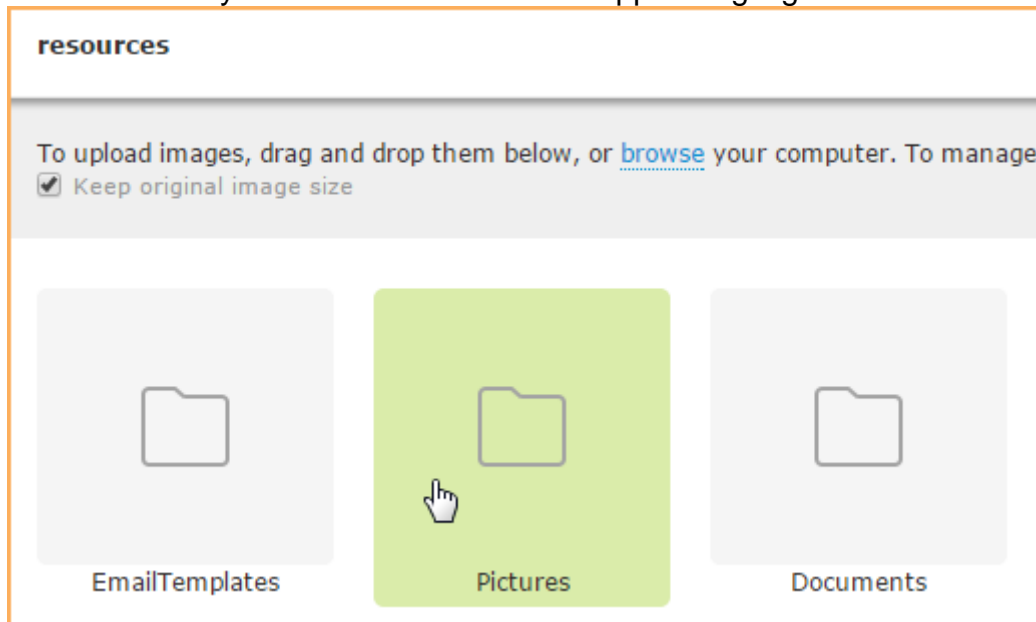 resources
To upload images, drag and drop them below, or browse your computer. To manage
Keep original image size
EmailTemplates
Pictures
Documents